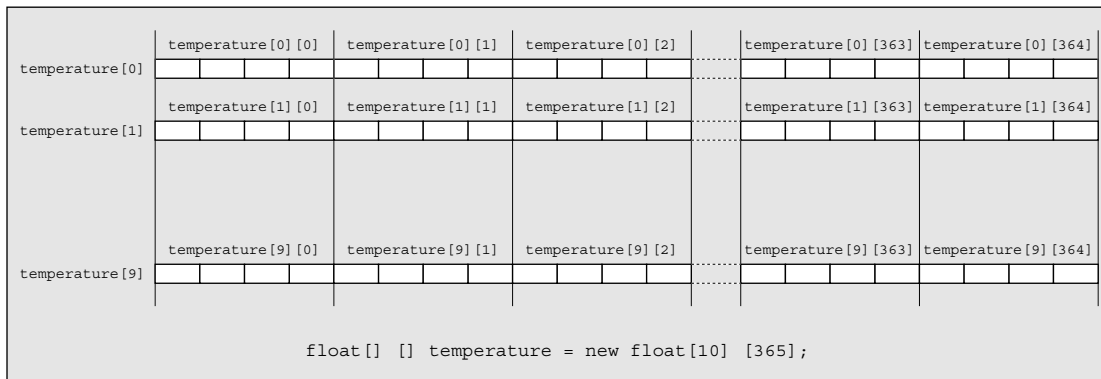 temperature[0][0] temperature[0][1] temperature[0][2] temperature[0][363] temperature[0][364]
temperature[0]
temperature[1][0] temperature[1][1] temperature[1][2] temperature[1][363] temperature[1][364]
temperature[1]
temperature[9][0] temperature[9][1] temperature[9][2] temperature[9][363] temperature[9][364]
temperature[9]
float[] [] temperature = new float[10] [365];